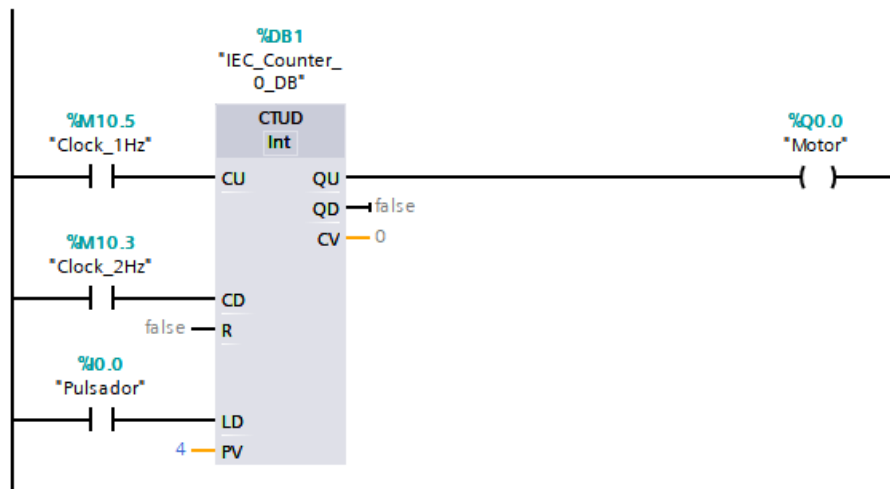 %DB1
"IEC_Counter_
0_DB"
CTUD
Int
%M10.5
"Clock_1Hz"
CU
QU
%Q0.0
"Motor"
QD
false
CV
0
%M10.3
"Clock_2Hz"
CD
false
R
%I0.0
"Pulsador"
LD
4
PV